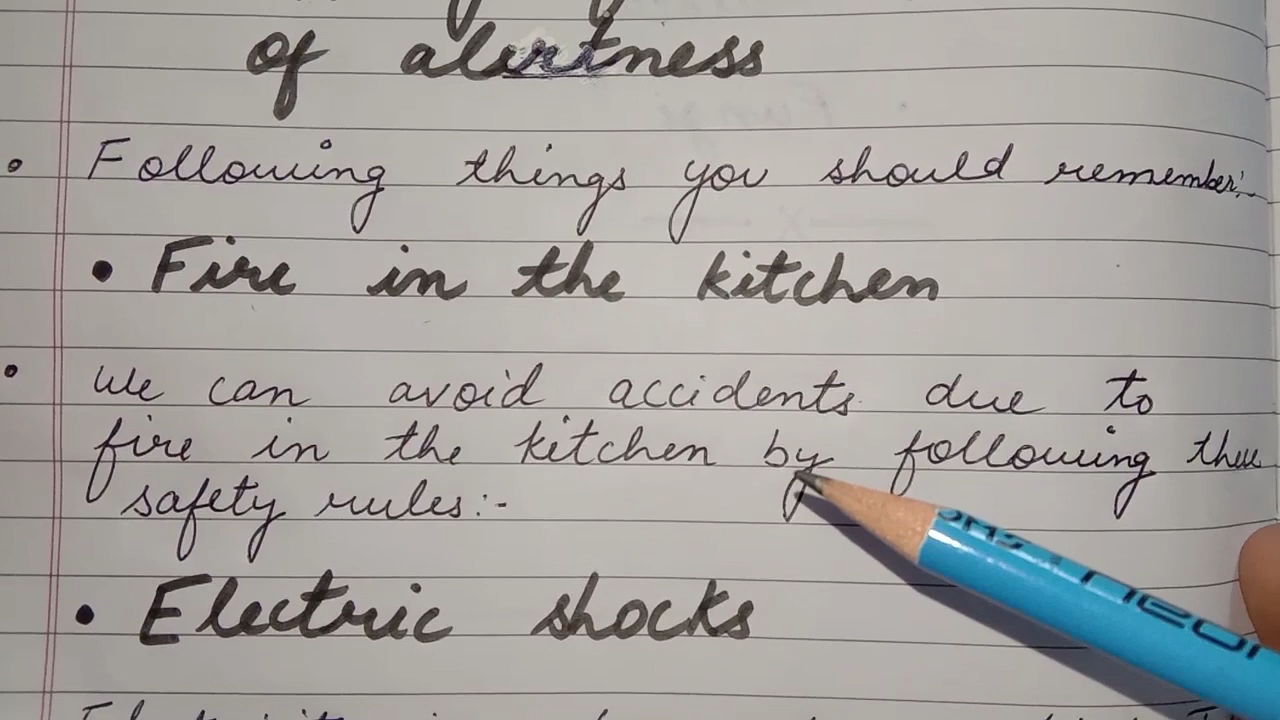 of alertness
• Following things you should remember:-
• Fire in the kitchen
• We can avoid accidents due to
fire in the kitchen by following these
safety rules:-
• Electric shocks